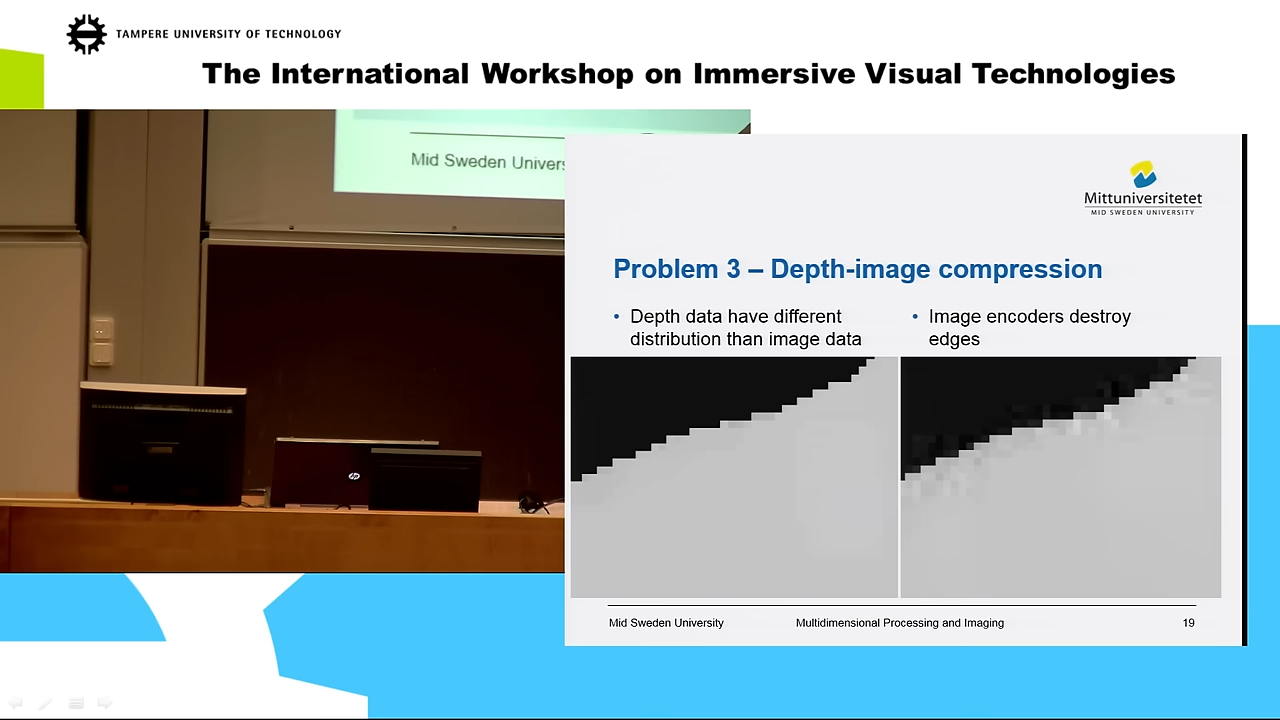 TAMPERE UNIVERSITY OF TECHNOLOGY
The International Workshop on Immersive Visual Technologies
Mid Sweden Univers
hp
Mittuniversitetet
MID SWEDEN UNIVERSITY
Problem 3 – Depth-image compression
• Depth data have different
distribution than image data
• Image encoders destroy
edges
Mid Sweden University
Multidimensional Processing and Imaging
19